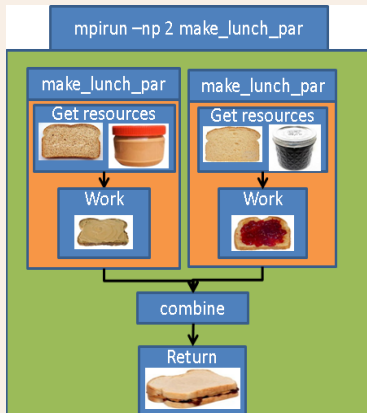 mpirun –np 2 make_lunch_par
make_lunch_par
Get resources
Work
make_lunch_par
Get resources
Work
combine
Return